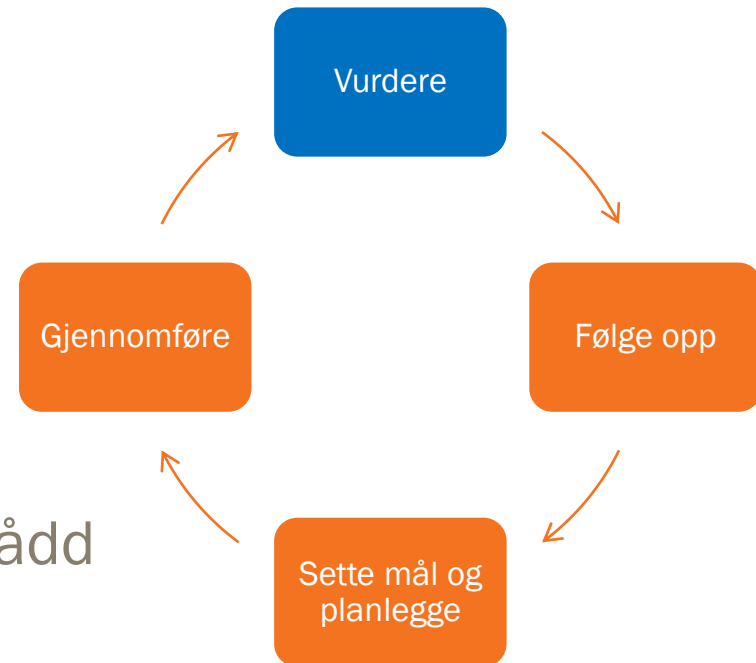 Vurdere
Gjennomføre
Følge opp
Sette mål og
planlegge